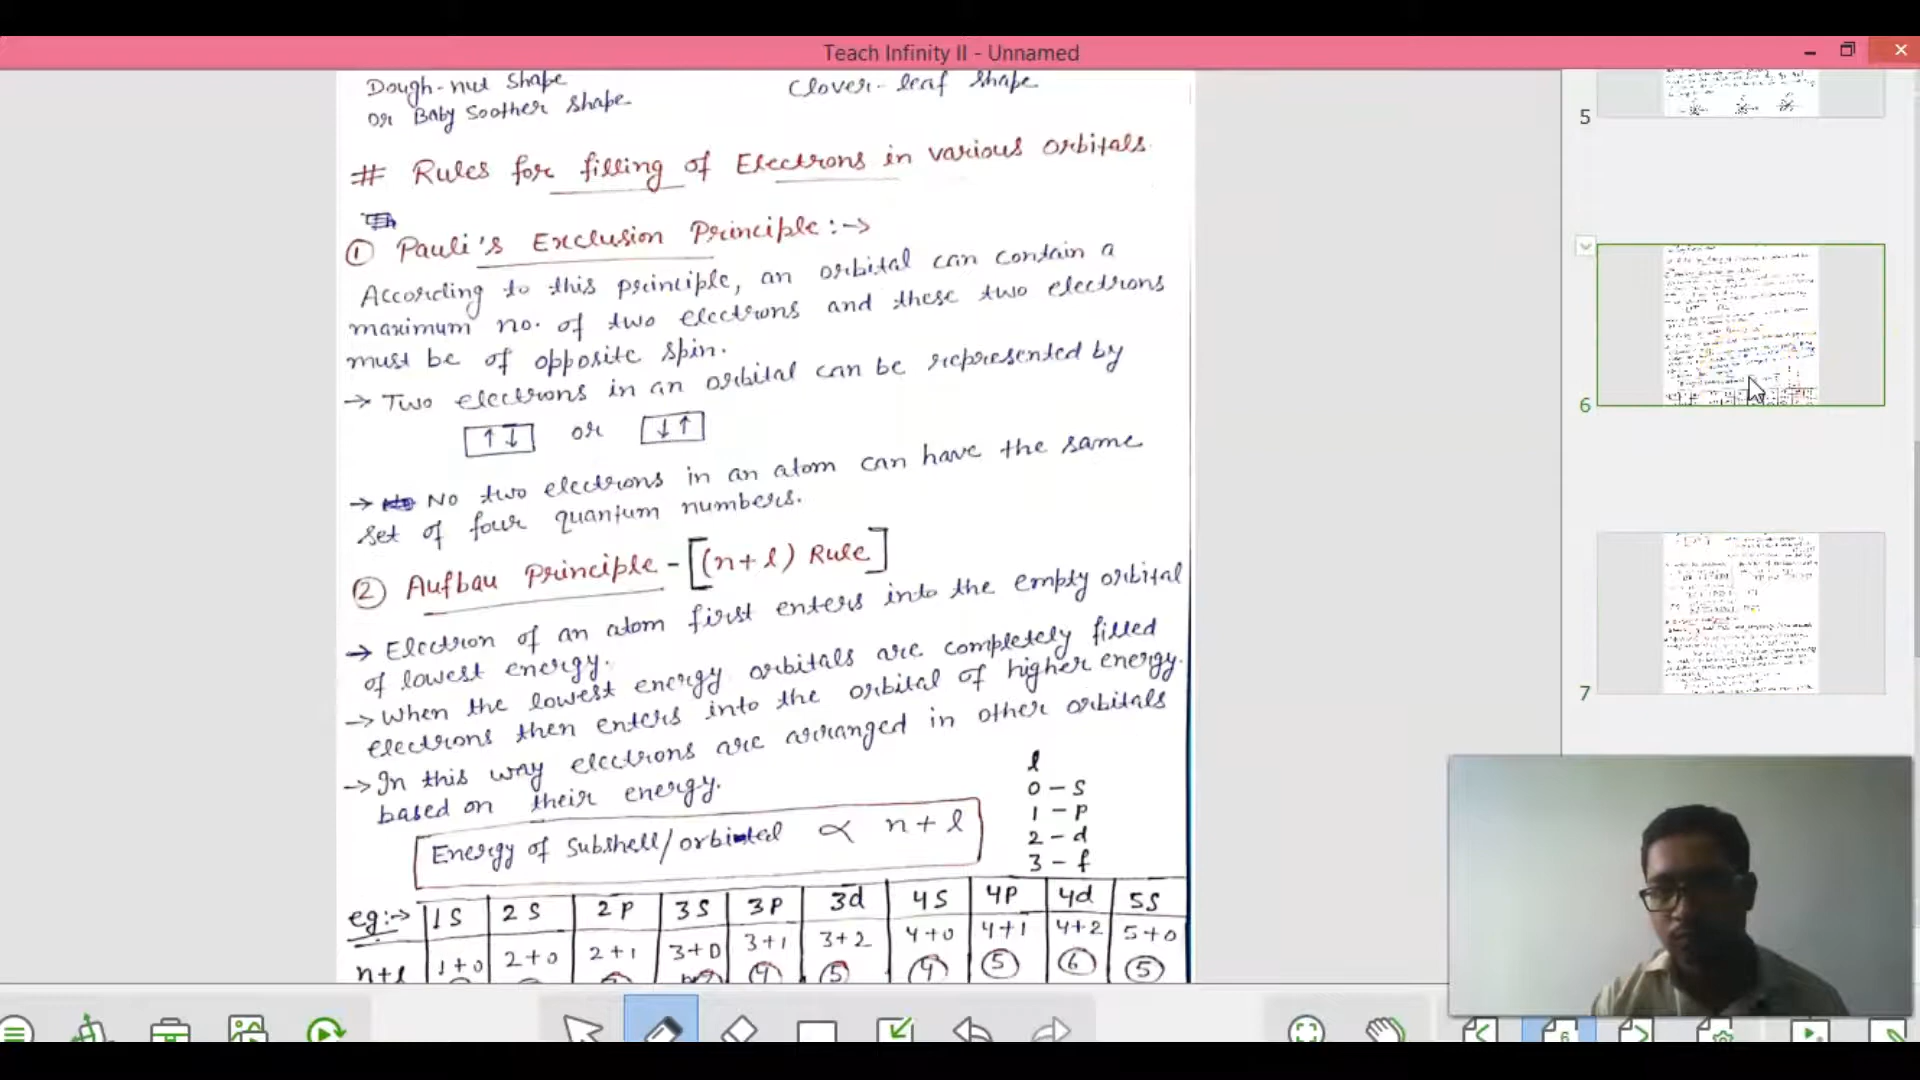 Teach Infinity II - Unnamed
Dough-nut Shape
Clover-leaf shape
or Baby Soother shape
# Rules for filling of Electrons in various orbitals.
① Pauli's Exclusion Principle:->
According to this principle, an orbital can contain a
maximum no. of two electrons and these two electrons
must be of opposite spin.
→ Two electrons in an orbital can be represented by
↑↓ or ↓↑
→ No two electrons in an atom can have the same
set of four quantum numbers.
② Aufbau Principle - [(n+l) Rule]
→ Electron of an atom first enters into the empty orbital
of lowest energy.
→ When the lowest energy orbitals are completely filled
electrons then enters into the orbital of higher energy.
→ In this way electrons are arranged in other orbitals
based on their energy.
l
0 - s
1 - p
2 - d
3 - f
Energy of Subshell/orbital ∝ n+l
eg:-> 1S 2S 2P 3S 3P 3d 4S 4P 4d 5S
n+l 1+0 2+0 2+1 3+0 3+1 3+2 4+0 4+1 4+2 5+0
④ ⑤ ④ ⑤ ⑥ ⑤
5
6
7
6